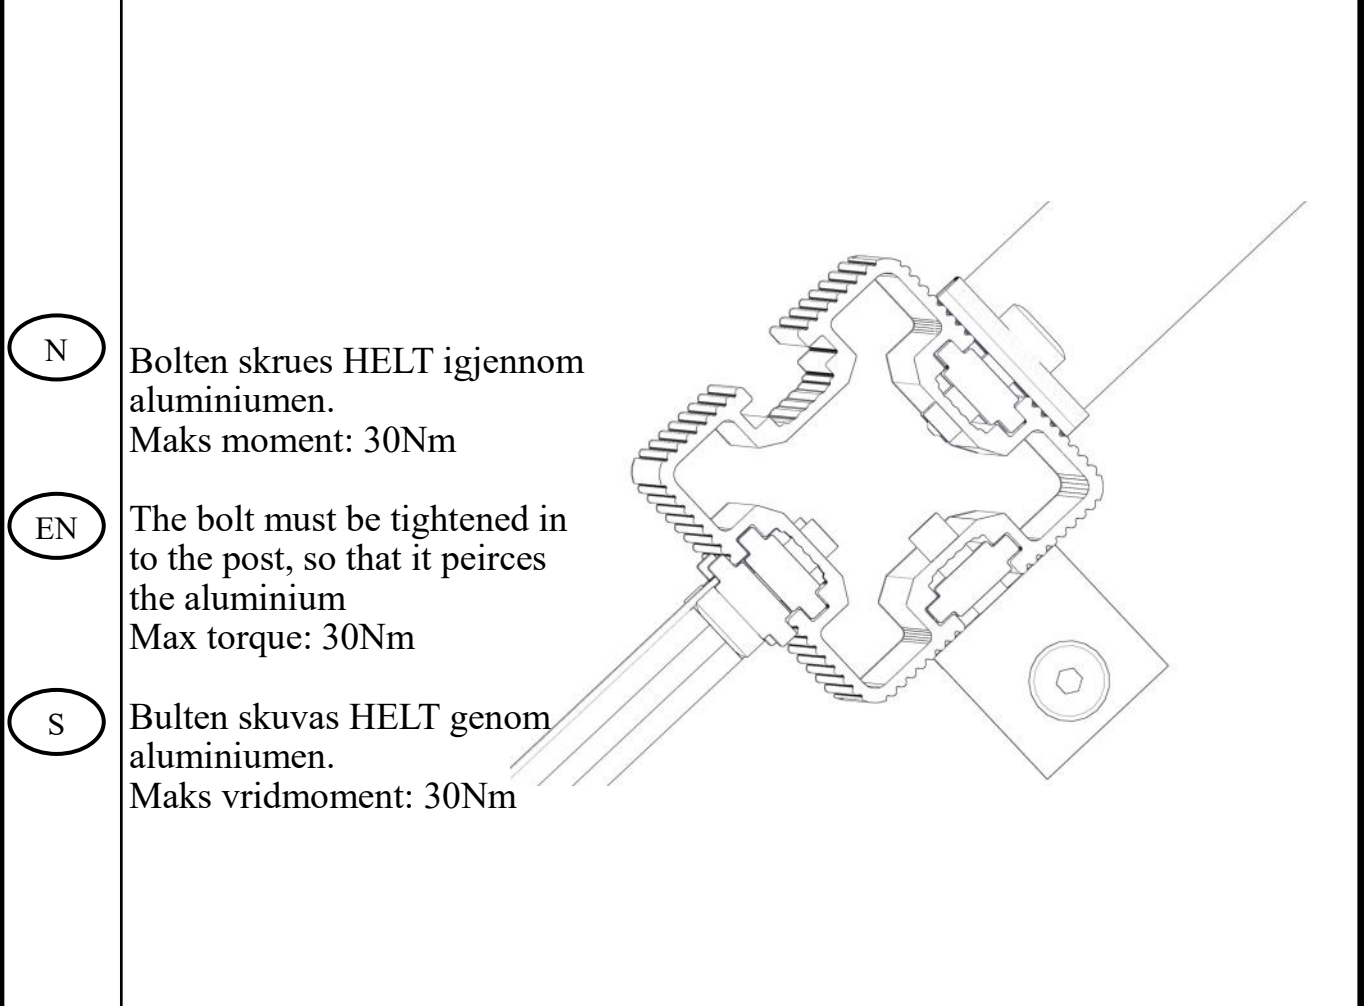 N
Bolten skrues HELT igjennom
aluminiumen.
Maks moment: 30Nm
EN
The bolt must be tightened in
to the post, so that it peirces
the aluminium
Max torque: 30Nm
S
Bulten skuvas HELT genom
aluminiumen.
Maks vridmoment: 30Nm